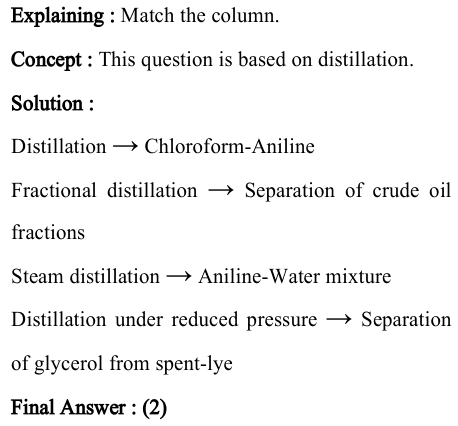 Explaining : Match the column.
Concept : This question is based on distillation.
Solution :
Distillation ⟶ Chloroform-Aniline
Fractional distillation ⟶ Separation of crude oil
fractions
Steam distillation ⟶ Aniline-Water mixture
Distillation under reduced pressure ⟶ Separation
of glycerol from spent-lye
Final Answer : (2)